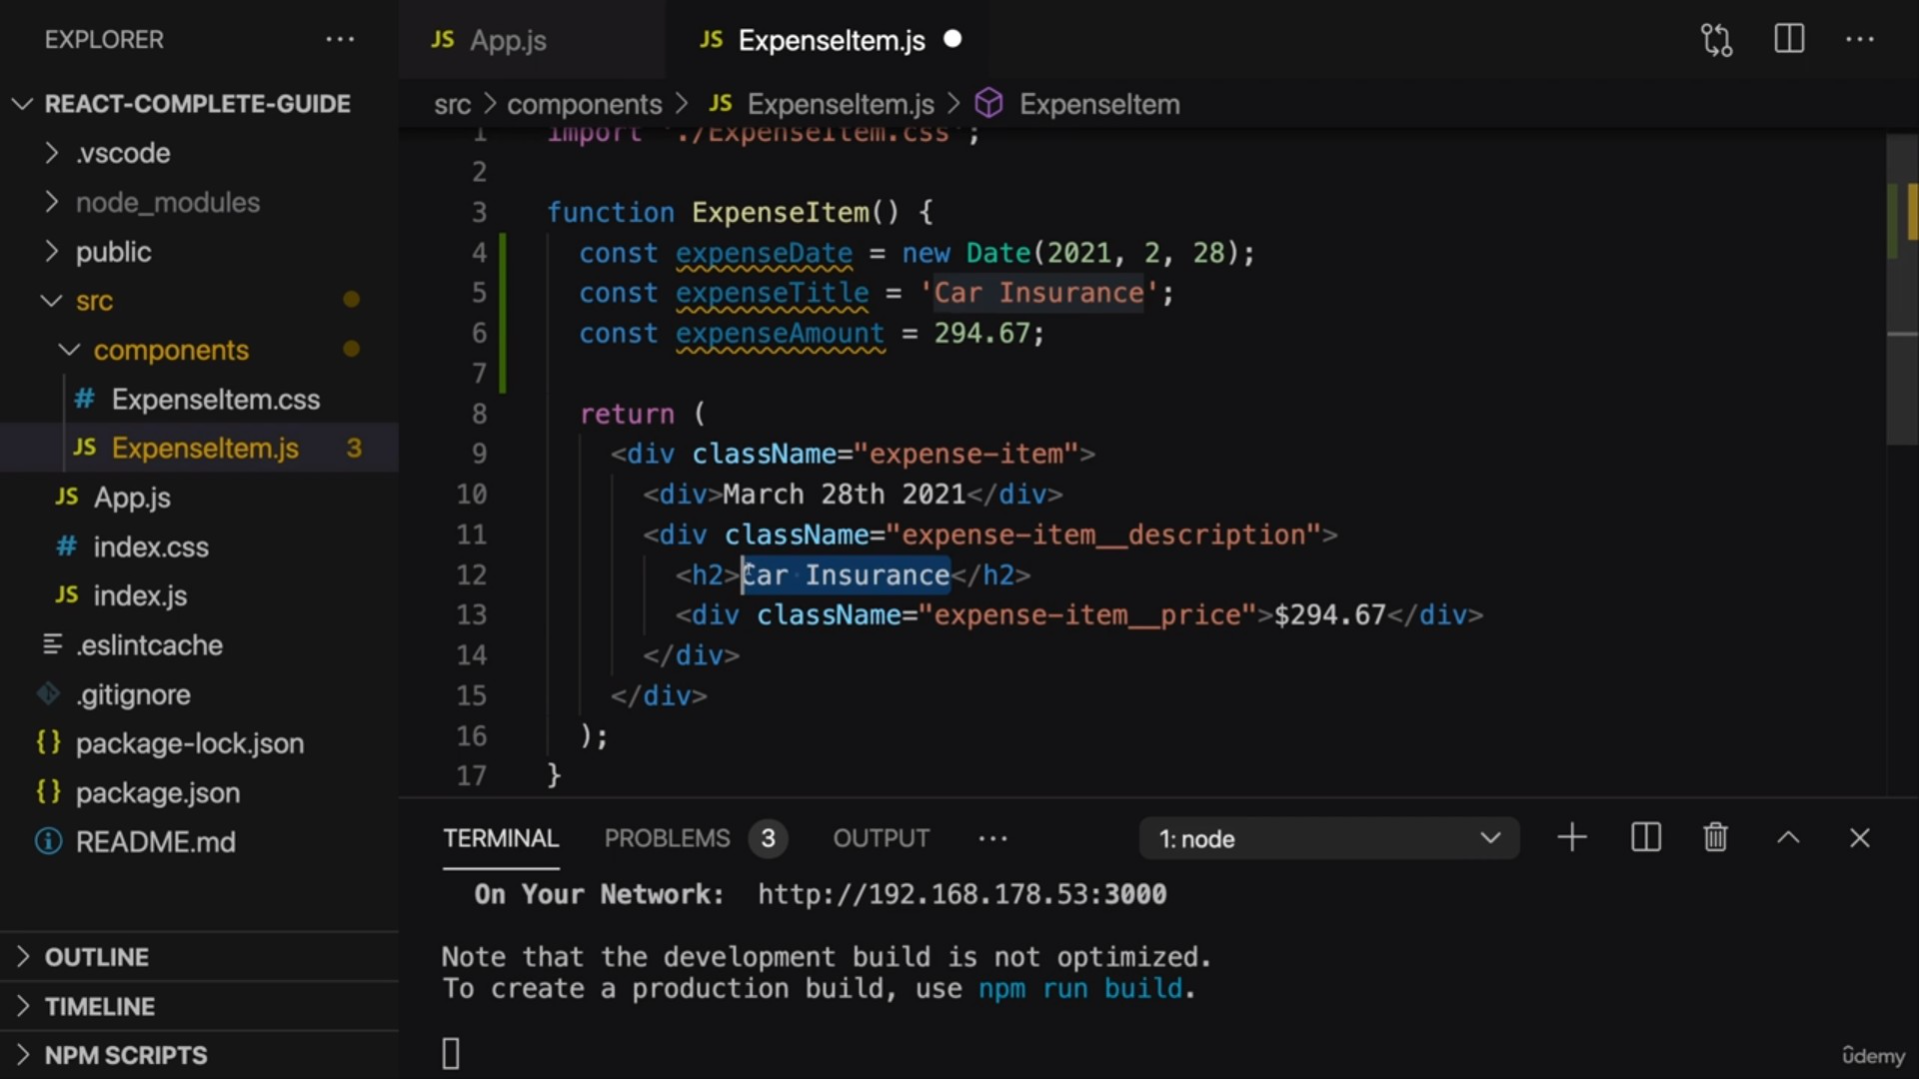 EXPLORER ···
JS App.js
JS ExpenseItem.js
···
REACT-COMPLETE-GUIDE
src > components > JS ExpenseItem.js > ExpenseItem
.vscode
node_modules
public
src
components
# ExpenseItem.css
JS ExpenseItem.js 3
JS App.js
# index.css
JS index.js
.eslintcache
.gitignore
{} package-lock.json
{} package.json
README.md
OUTLINE
TIMELINE
NPM SCRIPTS
1 import './ExpenseItem.css';
2
3 function ExpenseItem() {
4 const expenseDate = new Date(2021, 2, 28);
5 const expenseTitle = 'Car Insurance';
6 const expenseAmount = 294.67;
7
8 return (
9 <div className="expense-item">
10 <div>March 28th 2021</div>
11 <div className="expense-item__description">
12 <h2>Car Insurance</h2>
13 <div className="expense-item__price">$294.67</div>
14 </div>
15 </div>
16 );
17 }
TERMINAL PROBLEMS 3 OUTPUT ··· 1: node
On Your Network: http://192.168.178.53:3000
Note that the development build is not optimized.
To create a production build, use npm run build.
ûdemy